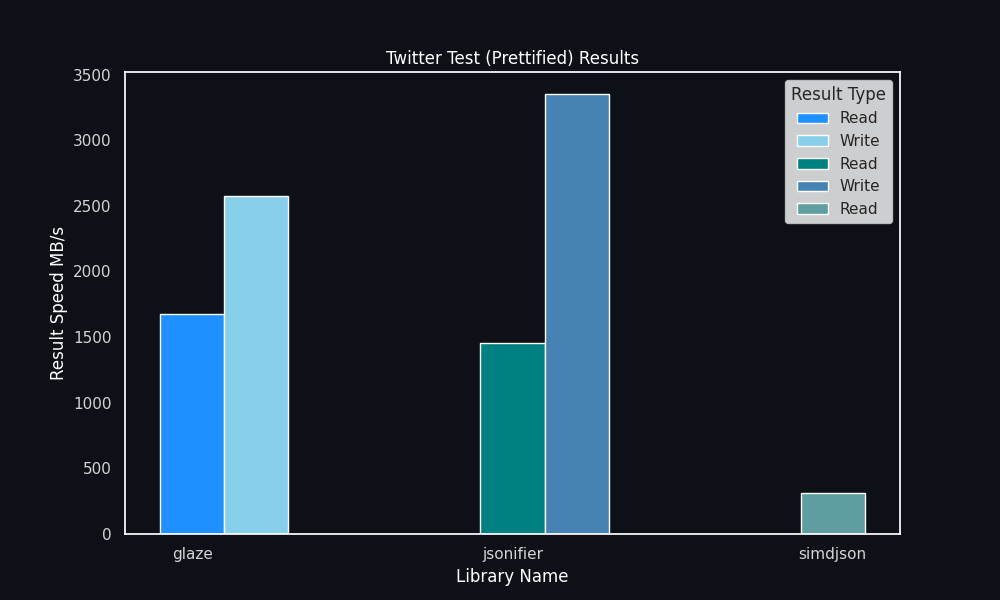 Twitter Test (Prettified) Results
3500
3000
2500
2000
1500
1000
500
0
Result Speed MB/s
Result Type
Read
Write
Read
Write
Read
glaze
jsonifier
simdjson
Library Name